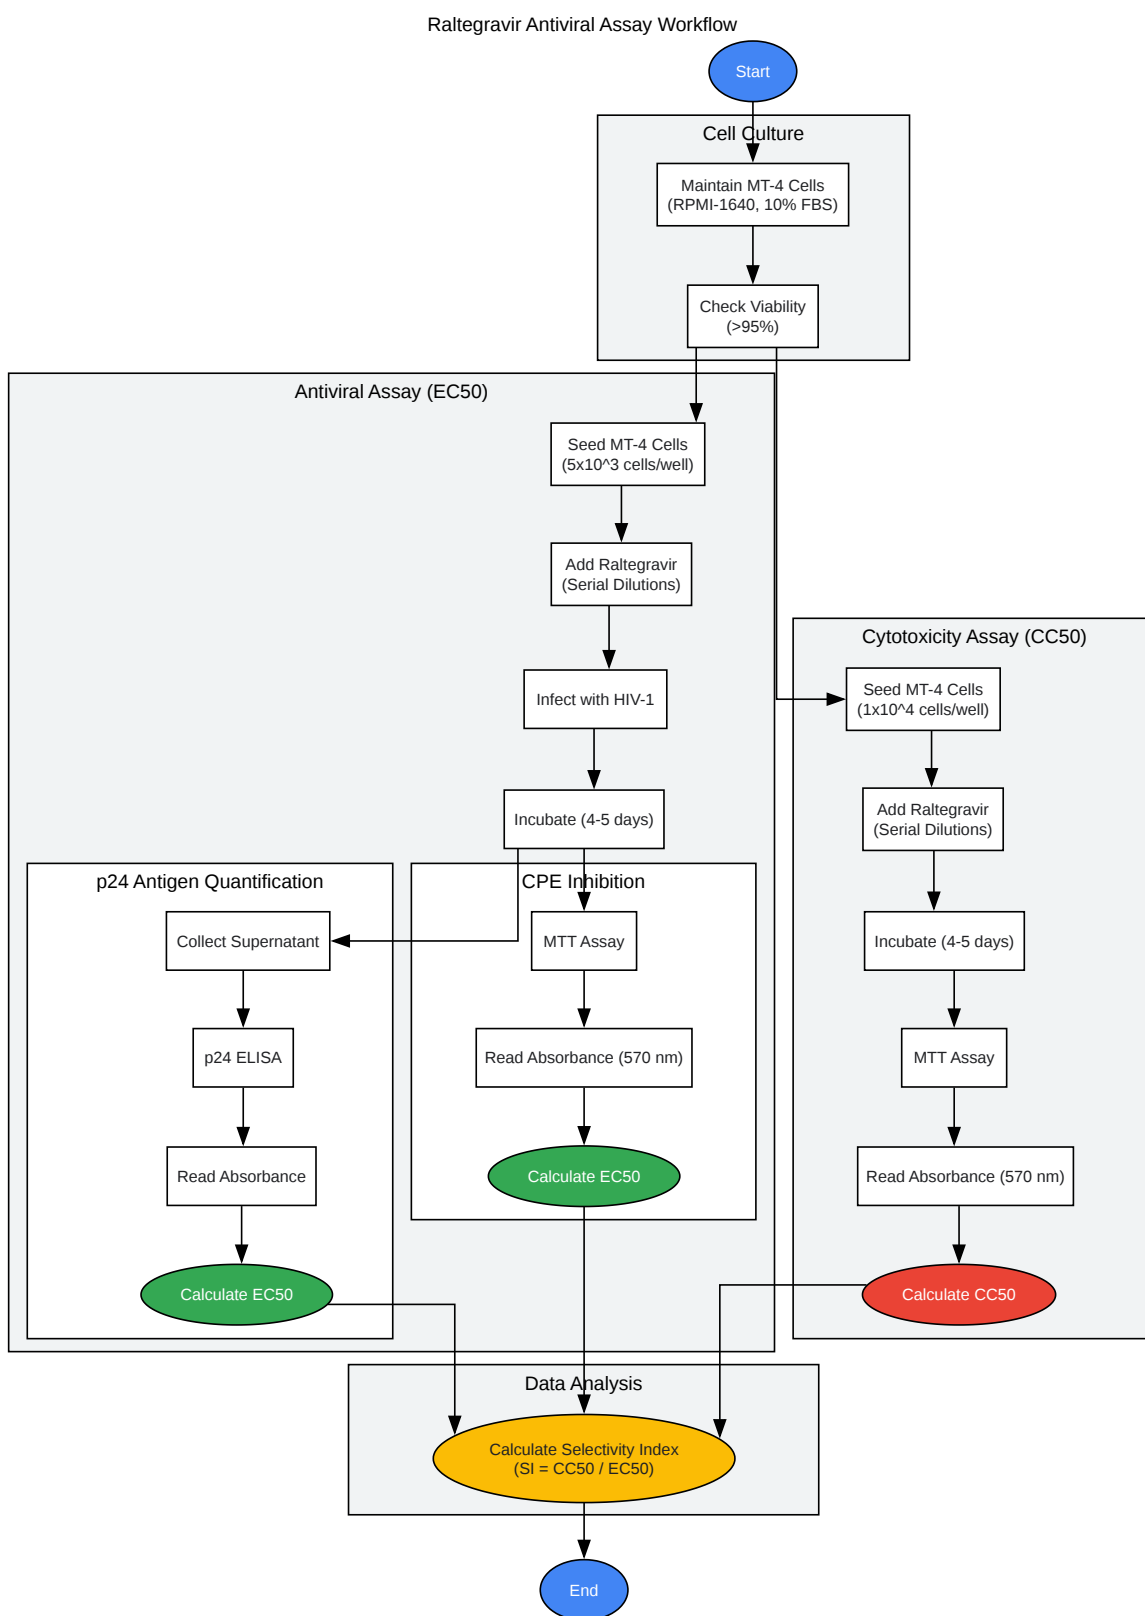 Raltegravir Antiviral Assay Workflow
Start
Cell Culture
Maintain MT-4 Cells
(RPMI-1640, 10% FBS)
Check Viability
(>95%)
Antiviral Assay (EC50)
Seed MT-4 Cells
(5x10^3 cells/well)
Add Raltegravir
(Serial Dilutions)
Infect with HIV-1
Incubate (4-5 days)
p24 Antigen Quantification
Collect Supernatant
p24 ELISA
Read Absorbance
Calculate EC50
CPE Inhibition
MTT Assay
Read Absorbance (570 nm)
Calculate EC50
Cytotoxicity Assay (CC50)
Seed MT-4 Cells
(1x10^4 cells/well)
Add Raltegravir
(Serial Dilutions)
Incubate (4-5 days)
MTT Assay
Read Absorbance (570 nm)
Calculate CC50
Data Analysis
Calculate Selectivity Index
(SI = CC50 / EC50)
End